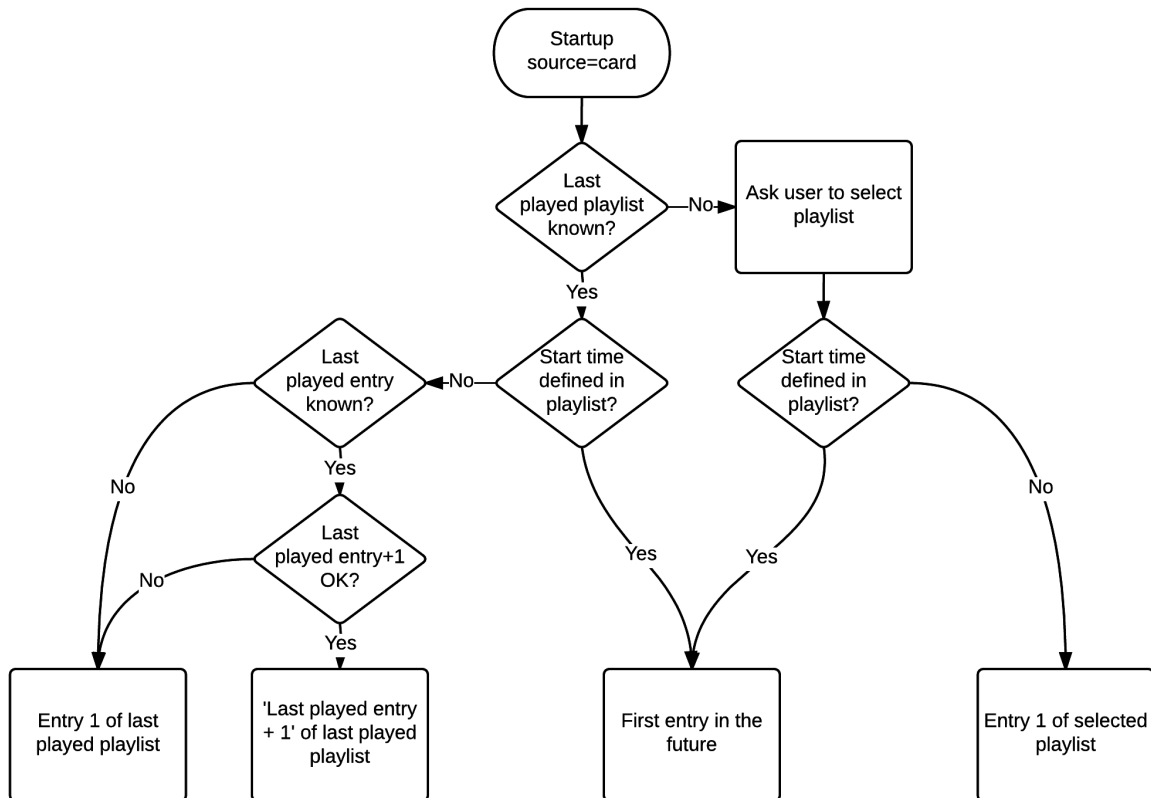 Startup
source=card
Last
played playlist
known?
No
Ask user to select
playlist
Yes
Last
played entry
known?
No
Start time
defined in
playlist?
Start time
defined in
playlist?
Yes
No
No
Last
played entry+1
OK?
Yes
Yes
No
Yes
Entry 1 of last
played playlist
'Last played entry
+ 1' of last played
playlist
First entry in the
future
Entry 1 of selected
playlist